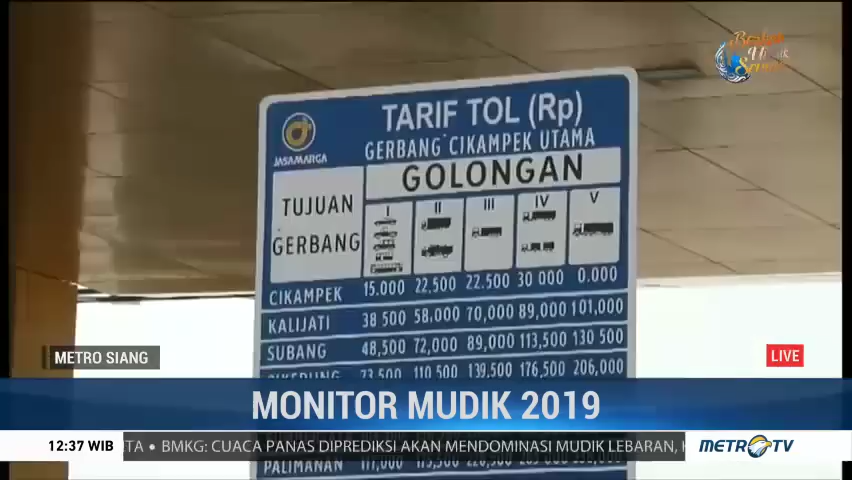 TARIF TOL (Rp)
GERBANG CIKAMPEK UTAMA
JASAMARGA
GOLONGAN
TUJUAN
GERBANG
I II III IV V
CIKAMPEK 15.000 22,500 22.500 30 000 0.000
KALIJATI 38 500 58,000 70,000 89,000 101,000
SUBANG 48,500 72,000 89,000 113,500 130 500
73,500 110,500 139,500 176,500 206,000
METRO SIANG
LIVE
MONITOR MUDIK 2019
12:37 WIB
TA • BMKG: CUACA PANAS DIPREDIKSI AKAN MENDOMINASI MUDIK LEBARAN,
METRO TV
PALIMANAN